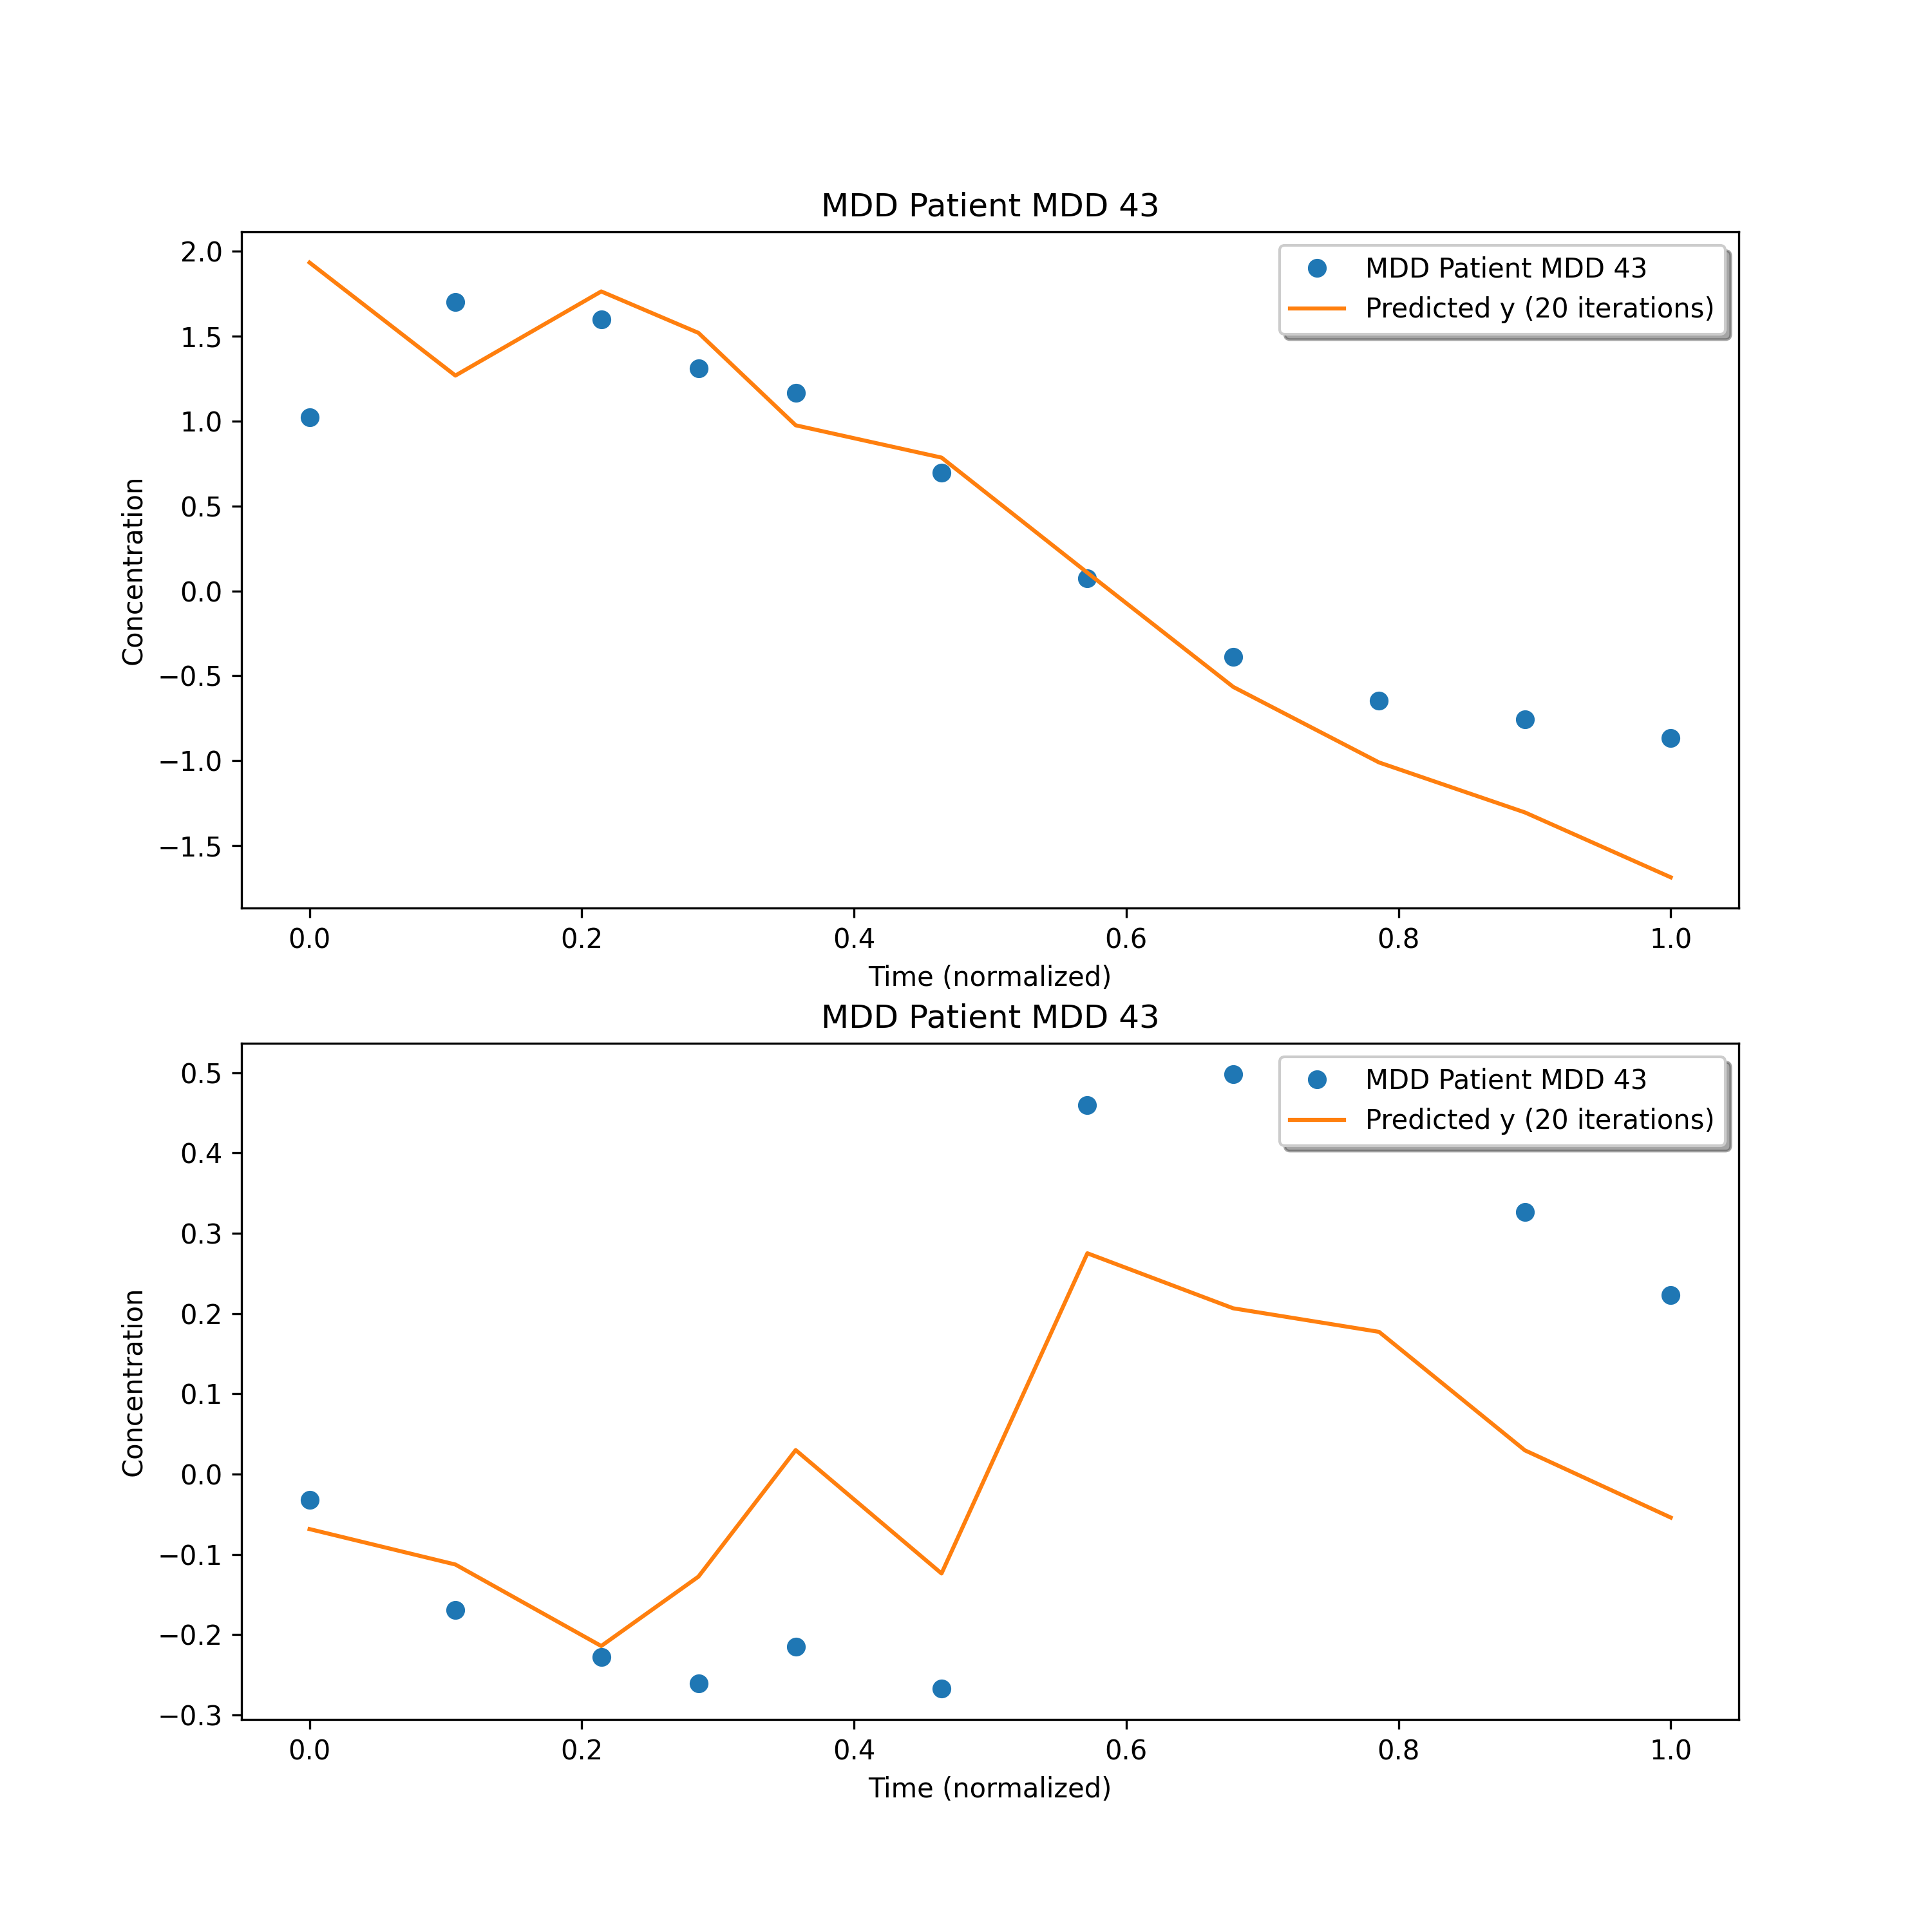 MDD Patient MDD 43
MDD Patient MDD 43
Predicted y (20 iterations)
2.0
1.5
1.0
0.5
0.0
−0.5
−1.0
−1.5
Concentration
0.0 0.2 0.4 0.6 0.8 1.0
Time (normalized)
MDD Patient MDD 43
MDD Patient MDD 43
Predicted y (20 iterations)
0.5
0.4
0.3
0.2
0.1
0.0
−0.1
−0.2
−0.3
Concentration
0.0 0.2 0.4 0.6 0.8 1.0
Time (normalized)